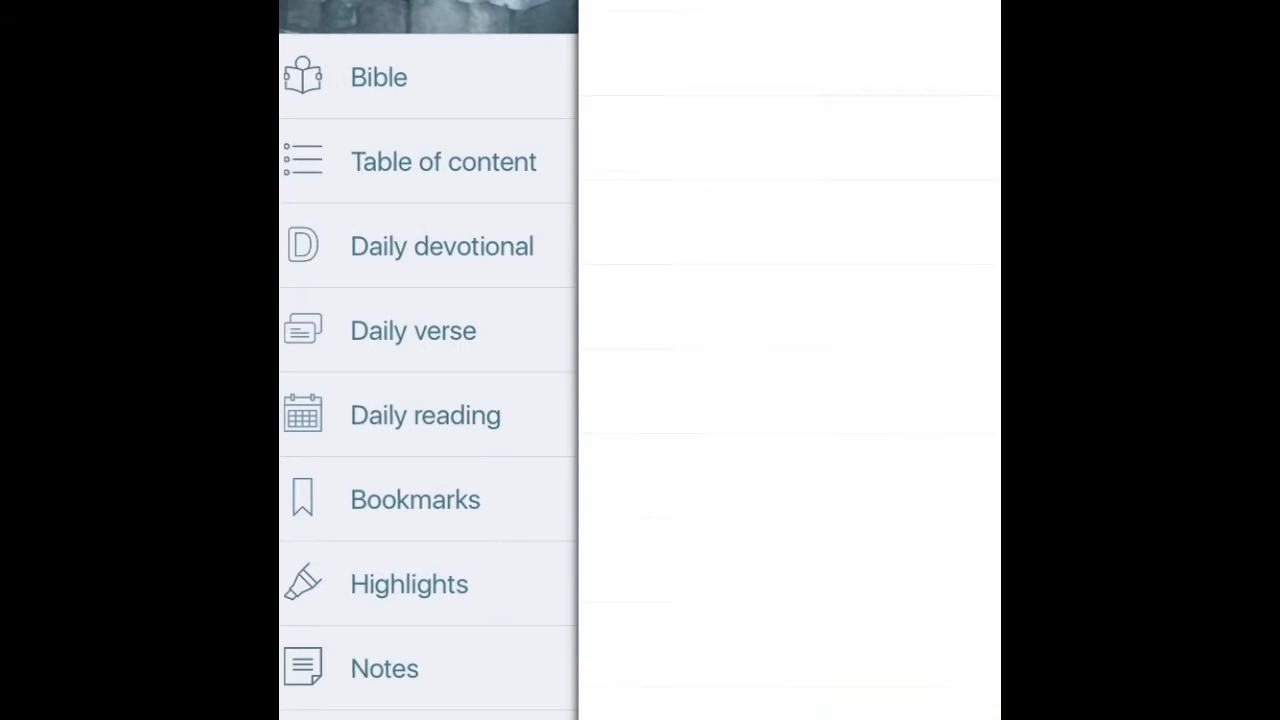 Bible
Table of content
Daily devotional
Daily verse
Daily reading
Bookmarks
Highlights
Notes